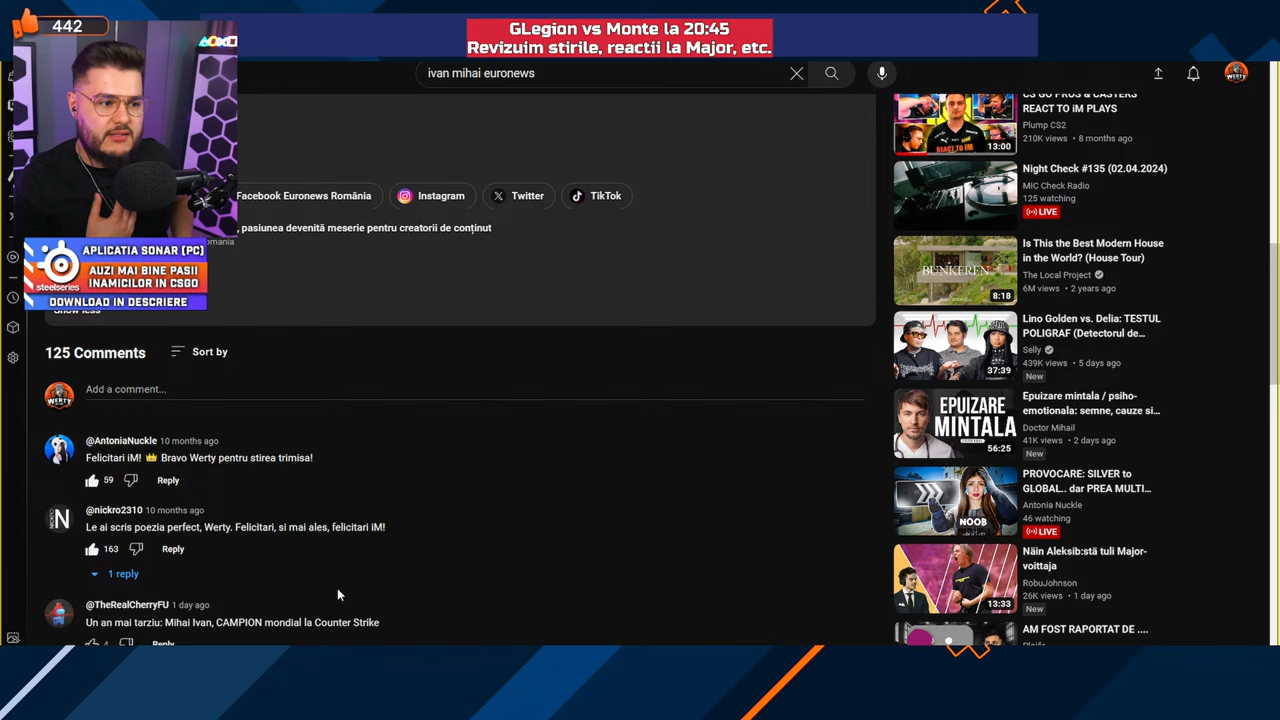 442
GLegion vs Monte la 20:45
Revizuim stirile, reactii la Major, etc.
ivan mihai euronews
Facebook Euronews România
Instagram
Twitter
TikTok
, pasiunea devenită meserie pentru creatorii de conținut
omania
APLICATIA SONAR (PC)
AUZI MAI BINE PASII
INAMICILOR IN CSGO
DOWNLOAD IN DESCRIERE
steelseries
Show less
125 Comments
Sort by
WERTY
Add a comment...
@AntoniaNuckle 10 months ago
Felicitari iM! 👑 Bravo Werty pentru stirea trimisa!
59
Reply
@nickro2310 10 months ago
Le ai scris poezia perfect, Werty. Felicitari, si mai ales, felicitari iM!
163
Reply
1 reply
@TheRealCherryFU 1 day ago
Un an mai tarziu: Mihai Ivan, CAMPION mondial la Counter Strike
4
Reply
CS GO PROS & CASTERS
REACT TO iM PLAYS
Plump CS2
210K views • 8 months ago
REACT TO iM
13:00
Night Check #135 (02.04.2024)
MIC Check Radio
125 watching
LIVE
Is This the Best Modern House
in the World? (House Tour)
The Local Project
6M views • 2 years ago
BUNKEREN
8:18
Lino Golden vs. Delia: TESTUL
POLIGRAF (Detectorul de...
Selly
439K views • 5 days ago
New
37:39
Epuizare mintala / psiho-
emotionala: semne, cauze si...
Doctor Mihail
41K views • 2 days ago
New
EPUIZARE
MINTALA
56:25
PROVOCARE: SILVER to
GLOBAL.. dar PREA MULTI...
Antonia Nuckle
46 watching
LIVE
NOOB
Näin Aleksib:stä tuli Major-
voittaja
RobuJohnson
26K views • 1 day ago
New
13:33
AM FOST RAPORTAT DE ....